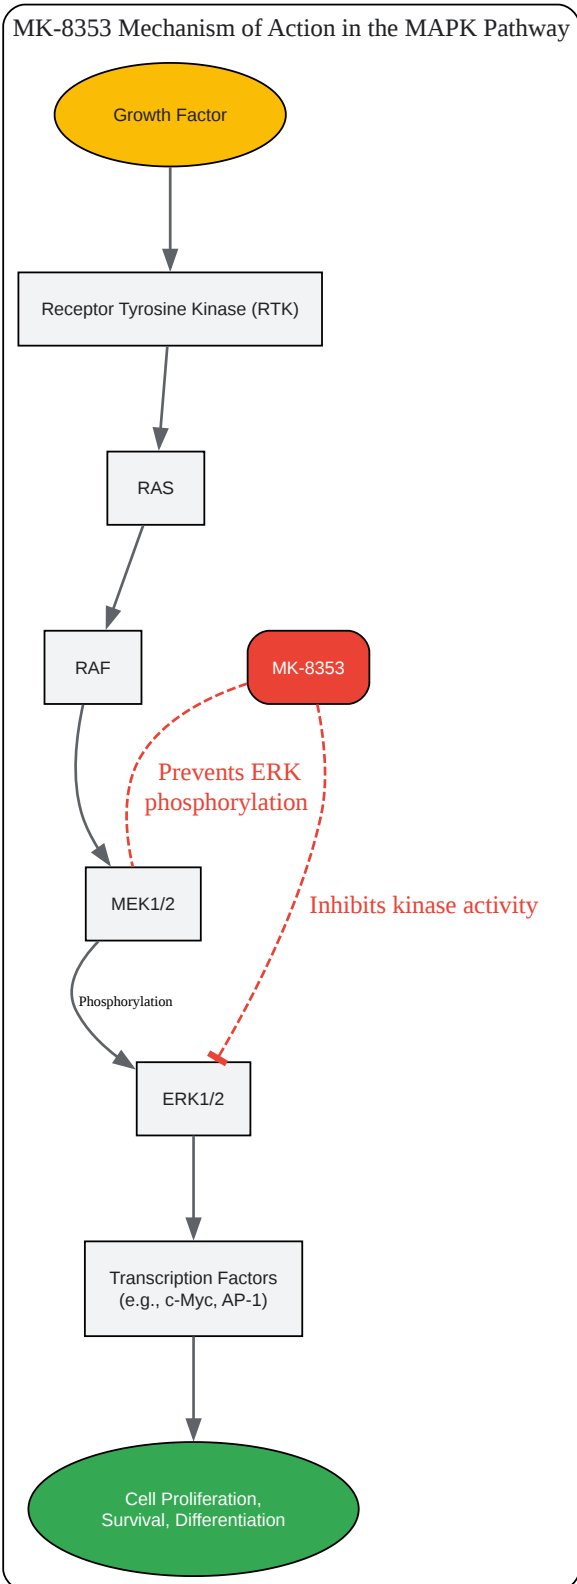 MK-8353 Mechanism of Action in the MAPK Pathway
Growth Factor
Receptor Tyrosine Kinase (RTK)
RAS
RAF
MK-8353
Prevents ERK
phosphorylation
MEK1/2
Inhibits kinase activity
Phosphorylation
ERK1/2
Transcription Factors
(e.g., c-Myc, AP-1)
Cell Proliferation,
Survival, Differentiation